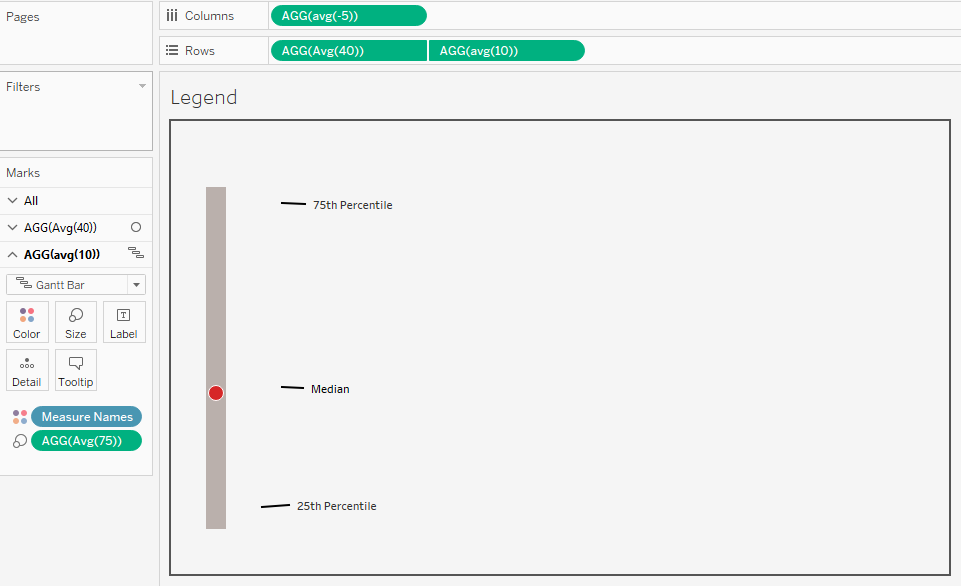 Pages
Columns
AGG(avg(-5))
Rows
AGG(Avg(40))
AGG(avg(10))
Filters
Legend
Marks
All
AGG(Avg(40))
AGG(avg(10))
Gantt Bar
Color
Size
Label
Detail
Tooltip
Measure Names
AGG(Avg(75))
75th Percentile
Median
25th Percentile